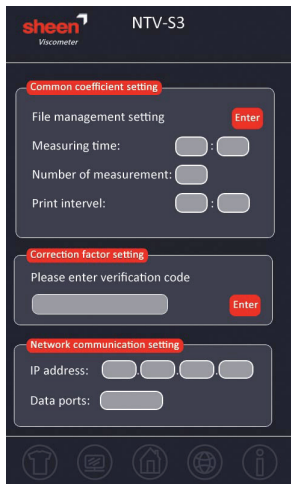 sheen
Viscometer
NTV-S3
Common coefficient setting
File management setting Enter
Measuring time: :
Number of measurement:
Print intervel: :
Correction factor setting
Please enter verification code
Enter
Network communication setting
IP address: . . .
Data ports: